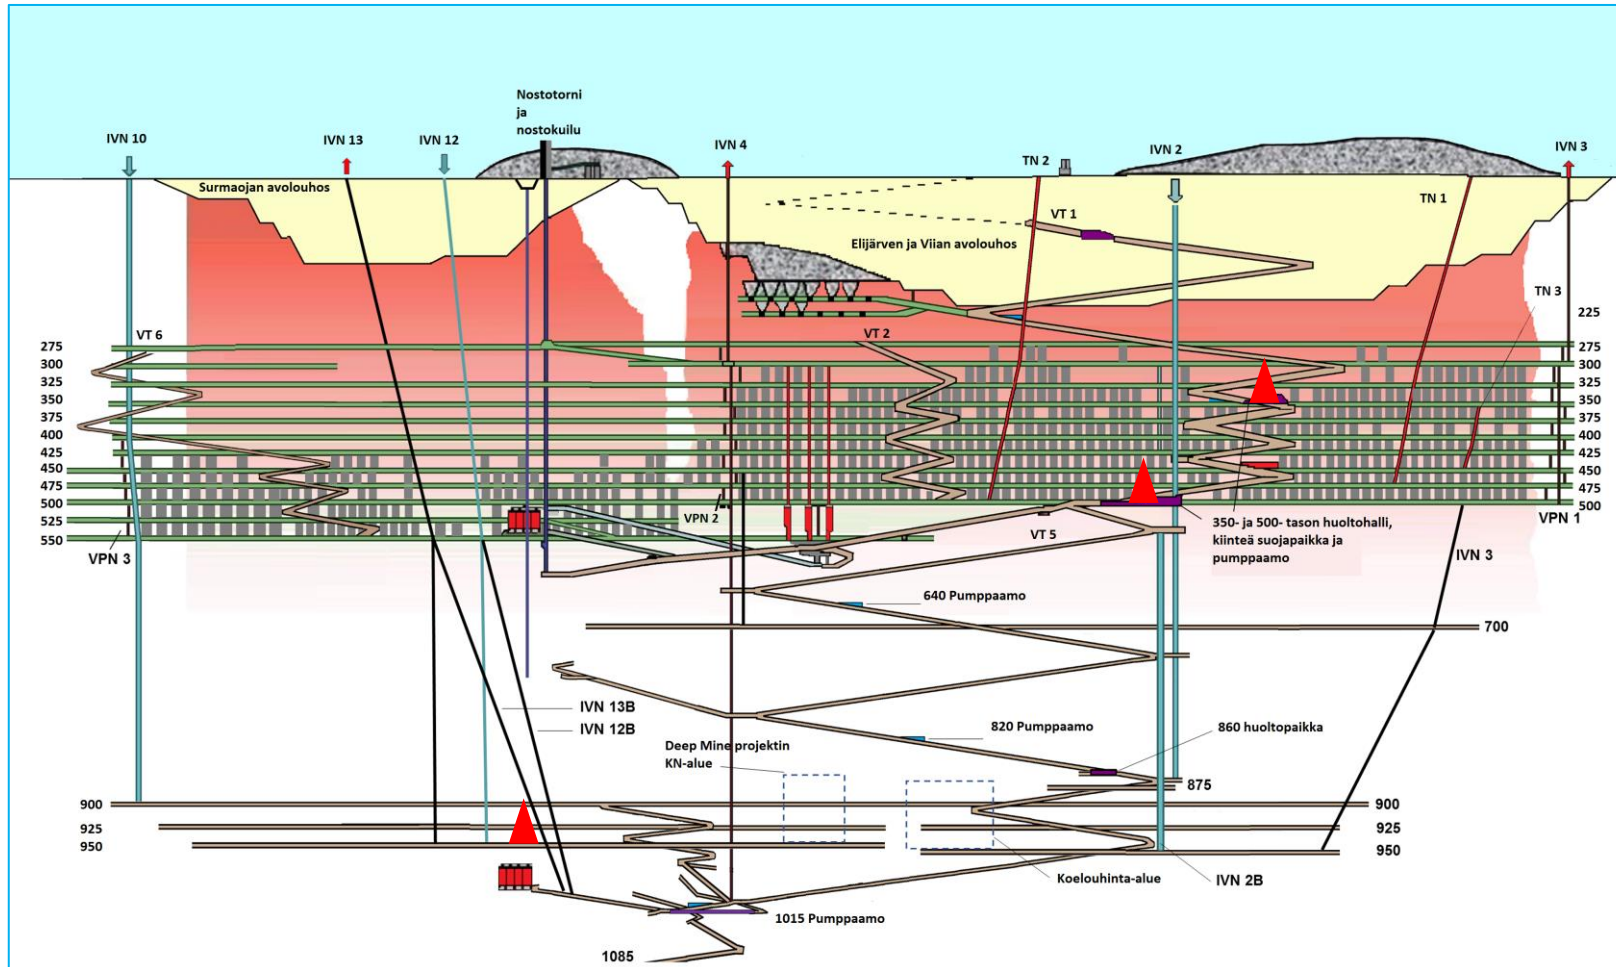 Nostotorni
ja
nostokuilu
IVN 10
IVN 13
IVN 12
IVN 4
TN 2
IVN 2
IVN 3
Surmaojan avolouhos
VT 1
TN 1
Elijärven ja Viian avolouhos
TN 3
225
VT 6
VT 2
275
300
325
350
375
400
425
450
475
500
525
550
275
300
325
350
375
400
425
450
475
500
VPN 3
VPN 2
VT 5
VPN 1
350- ja 500- tason huoltohalli,
kiinteä suojapaikka ja
pumppaamo
IVN 3
640 Pumppaamo
700
IVN 13B
IVN 12B
820 Pumppaamo
860 huoltopaikka
Deep Mine projektin
KN-alue
875
900
925
950
900
925
950
Koelouhinta-alue
IVN 2B
1015 Pumppaamo
1085